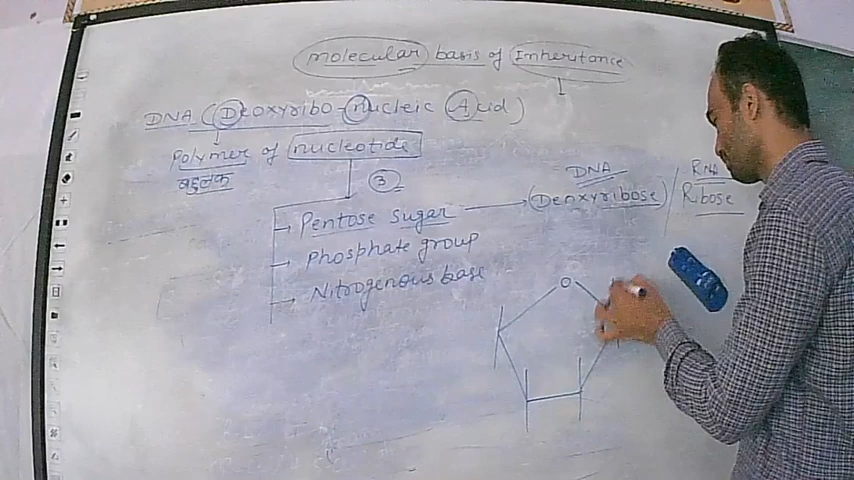 molecular basis of Inheritance
DNA (Deoxyribo-nucleic Acid)
Polymer of nucleotide
बहुलक
3
DNA / RNA
Pentose sugar → (Deoxyribose) / Ribose
Phosphate group
Nitrogenous base
O